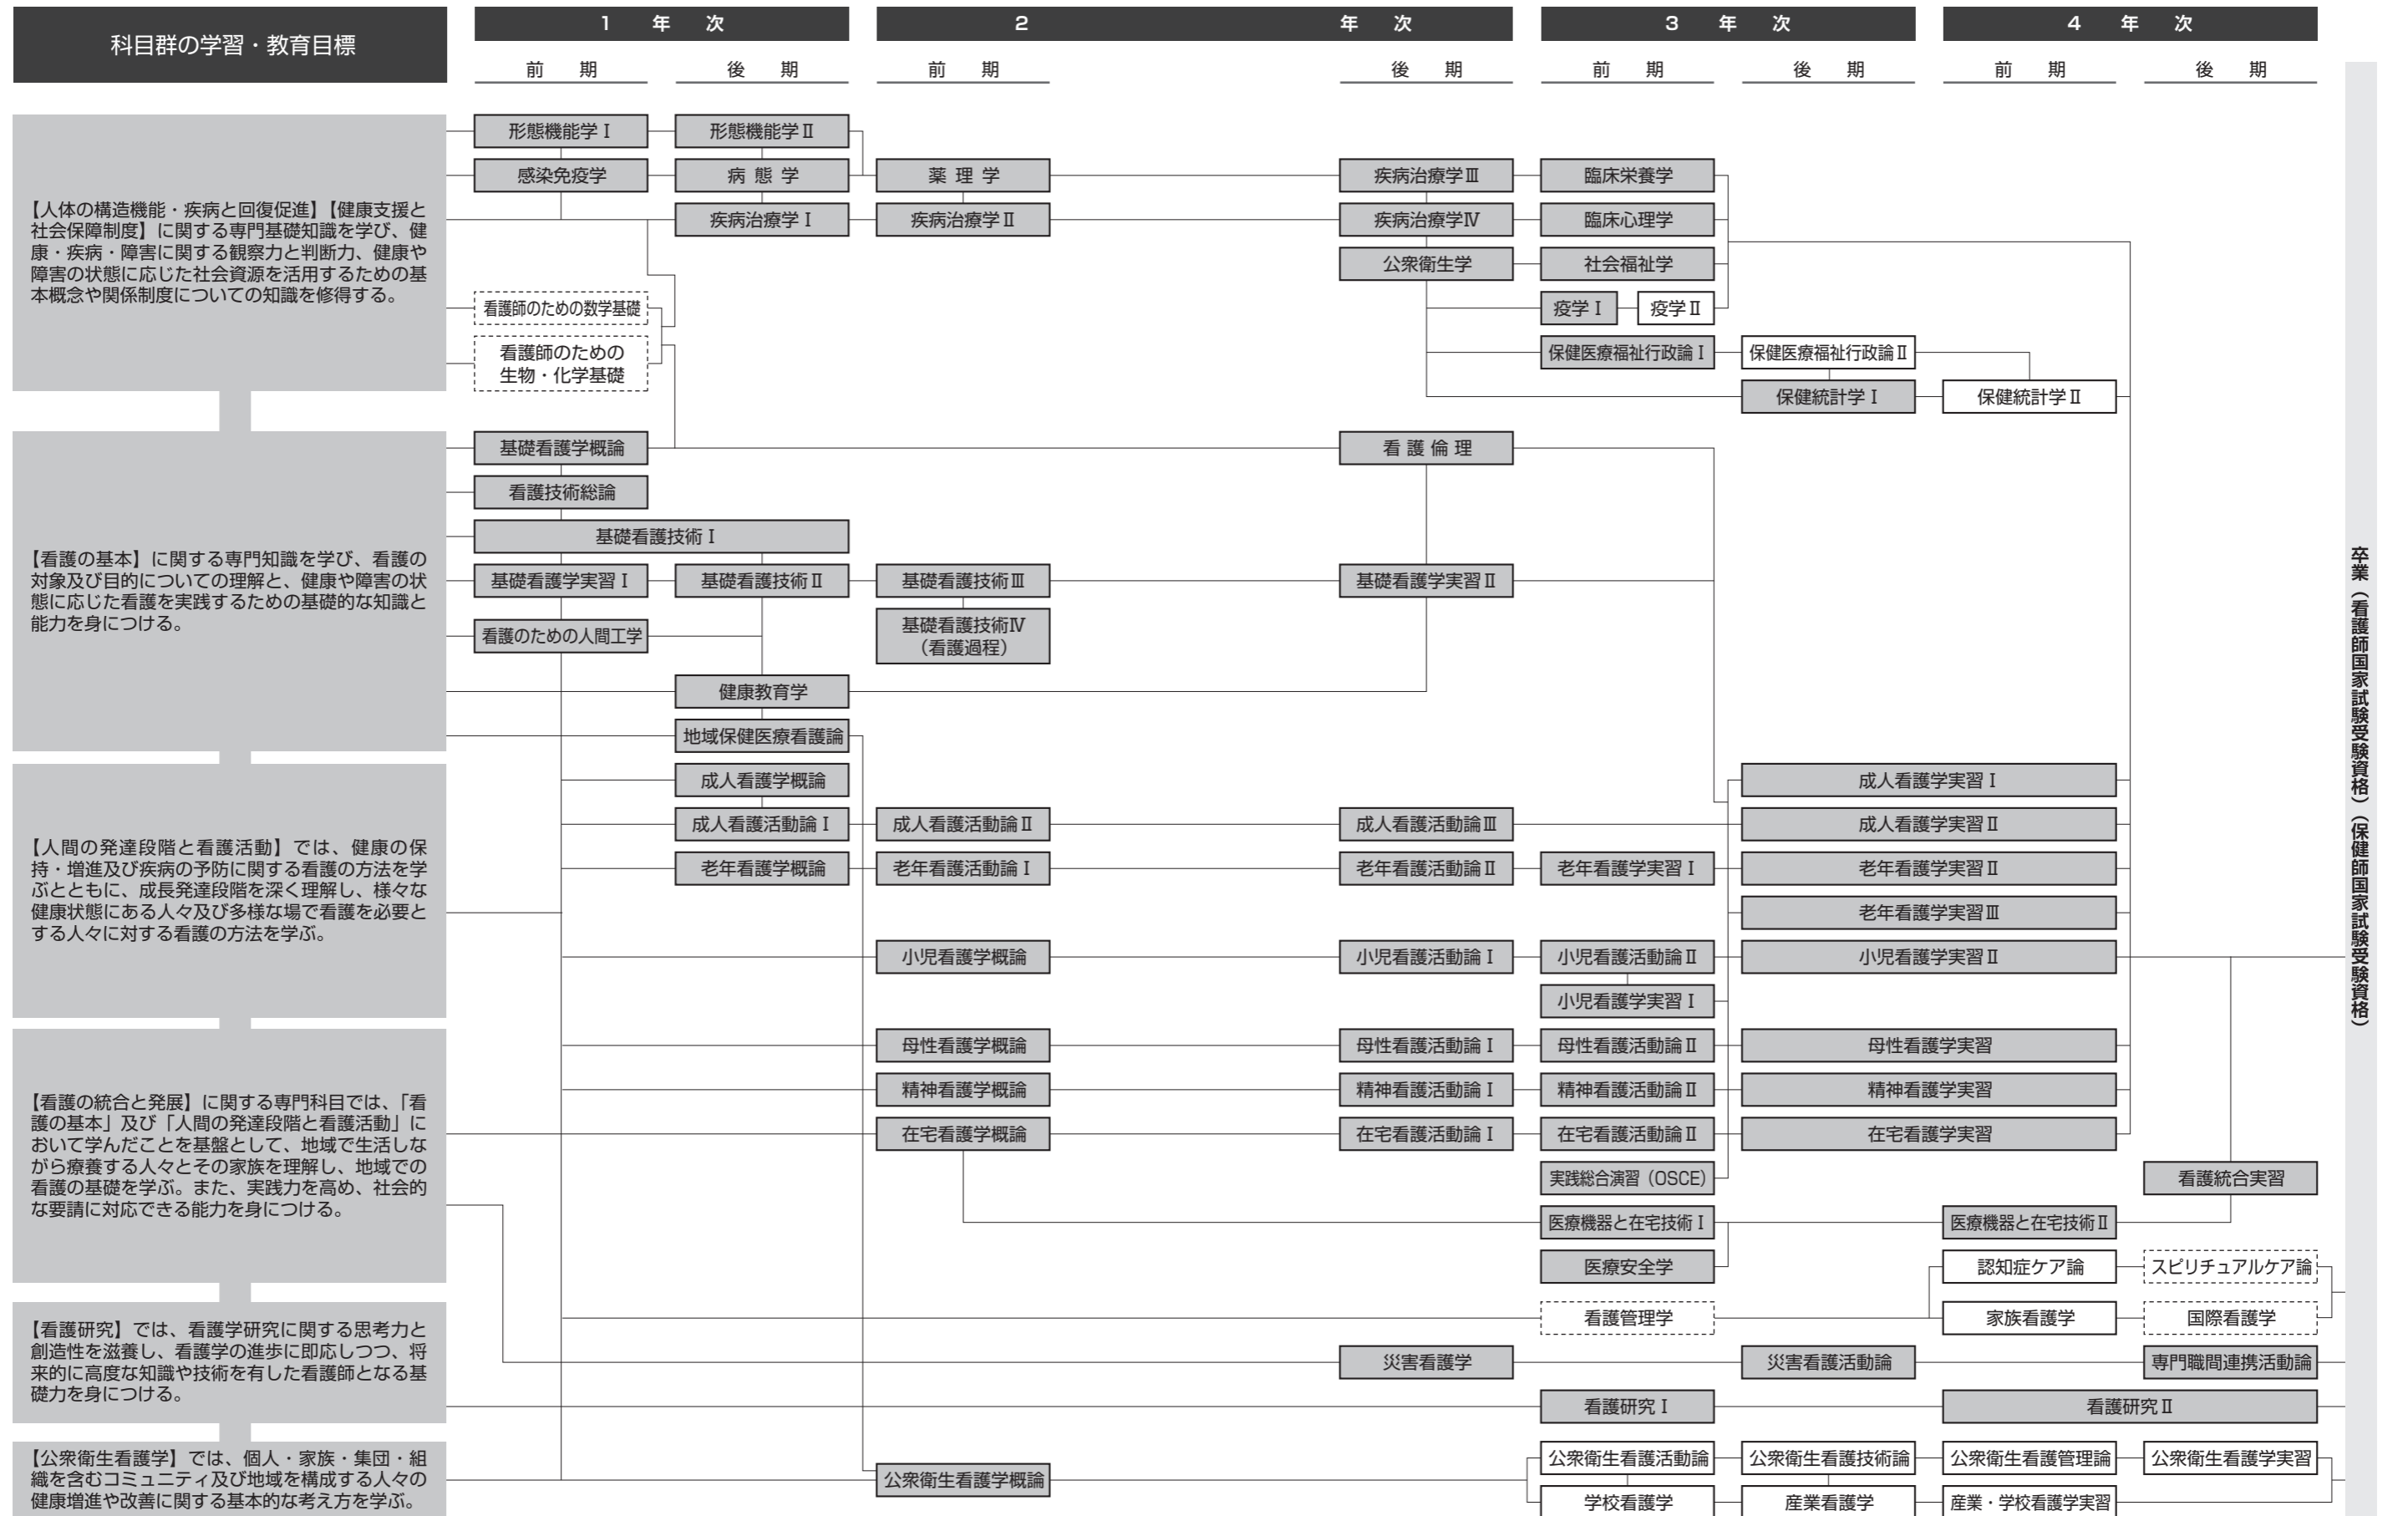 科目群の学習・教育目標
1 年 次
2 年 次
3 年 次
4 年 次
前 期
後 期
前 期
後 期
前 期
後 期
前 期
後 期
【人体の構造機能・疾病と回復促進】【健康支援と
社会保障制度】に関する専門基礎知識を学び、健
康・疾病・障害に関する観察力と判断力、健康や
障害の状態に応じた社会資源を活用するための基
本概念や関係制度についての知識を修得する。
形態機能学Ⅰ
形態機能学Ⅱ
感染免疫学
病 態 学
薬 理 学
疾病治療学Ⅲ
臨床栄養学
疾病治療学Ⅰ
疾病治療学Ⅱ
疾病治療学Ⅳ
臨床心理学
公衆衛生学
社会福祉学
看護師のための数学基礎
疫学Ⅰ
疫学Ⅱ
看護師のための
生物・化学基礎
保健医療福祉行政論Ⅰ
保健医療福祉行政論Ⅱ
保健統計学Ⅰ
保健統計学Ⅱ
【看護の基本】に関する専門知識を学び、看護の
対象及び目的についての理解と、健康や障害の状
態に応じた看護を実践するための基礎的な知識と
能力を身につける。
基礎看護学概論
看 護 倫 理
看護技術総論
基礎看護技術Ⅰ
基礎看護学実習Ⅰ
基礎看護技術Ⅱ
基礎看護技術Ⅲ
基礎看護学実習Ⅱ
看護のための人間工学
基礎看護技術Ⅳ
（看護過程）
健康教育学
地域保健医療看護論
【人間の発達段階と看護活動】では、健康の保
持・増進及び疾病の予防に関する看護の方法を学
ぶとともに、成長発達段階を深く理解し、様々な
健康状態にある人々及び多様な場で看護を必要と
する人々に対する看護の方法を学ぶ。
成人看護学概論
成人看護学実習Ⅰ
成人看護活動論Ⅰ
成人看護活動論Ⅱ
成人看護活動論Ⅲ
成人看護学実習Ⅱ
老年看護学概論
老年看護活動論Ⅰ
老年看護活動論Ⅱ
老年看護学実習Ⅰ
老年看護学実習Ⅱ
老年看護学実習Ⅲ
小児看護学概論
小児看護活動論Ⅰ
小児看護活動論Ⅱ
小児看護学実習Ⅱ
小児看護学実習Ⅰ
【看護の統合と発展】に関する専門科目では、「看
護の基本」及び「人間の発達段階と看護活動」に
おいて学んだことを基盤として、地域で生活しな
がら療養する人々とその家族を理解し、地域での
看護の基礎を学ぶ。また、実践力を高め、社会的
な要請に対応できる能力を身につける。
母性看護学概論
母性看護活動論Ⅰ
母性看護活動論Ⅱ
母性看護学実習
精神看護学概論
精神看護活動論Ⅰ
精神看護活動論Ⅱ
精神看護学実習
在宅看護学概論
在宅看護活動論Ⅰ
在宅看護活動論Ⅱ
在宅看護学実習
実践総合演習（OSCE）
看護統合実習
医療機器と在宅技術Ⅰ
医療機器と在宅技術Ⅱ
医療安全学
認知症ケア論
スピリチュアルケア論
【看護研究】では、看護学研究に関する思考力と
創造性を滋養し、看護学の進歩に即応しつつ、将
来的に高度な知識や技術を有した看護師となる基
礎力を身につける。
看護管理学
家族看護学
国際看護学
災害看護学
災害看護活動論
専門職間連携活動論
看護研究Ⅰ
看護研究Ⅱ
【公衆衛生看護学】では、個人・家族・集団・組
織を含むコミュニティ及び地域を構成する人々の
健康増進や改善に関する基本的な考え方を学ぶ。
公衆衛生看護学概論
公衆衛生看護活動論
公衆衛生看護技術論
公衆衛生看護管理論
公衆衛生看護学実習
学校看護学
産業看護学
産業・学校看護学実習
卒業（看護師国家試験受験資格）（保健師国家試験受験資格）